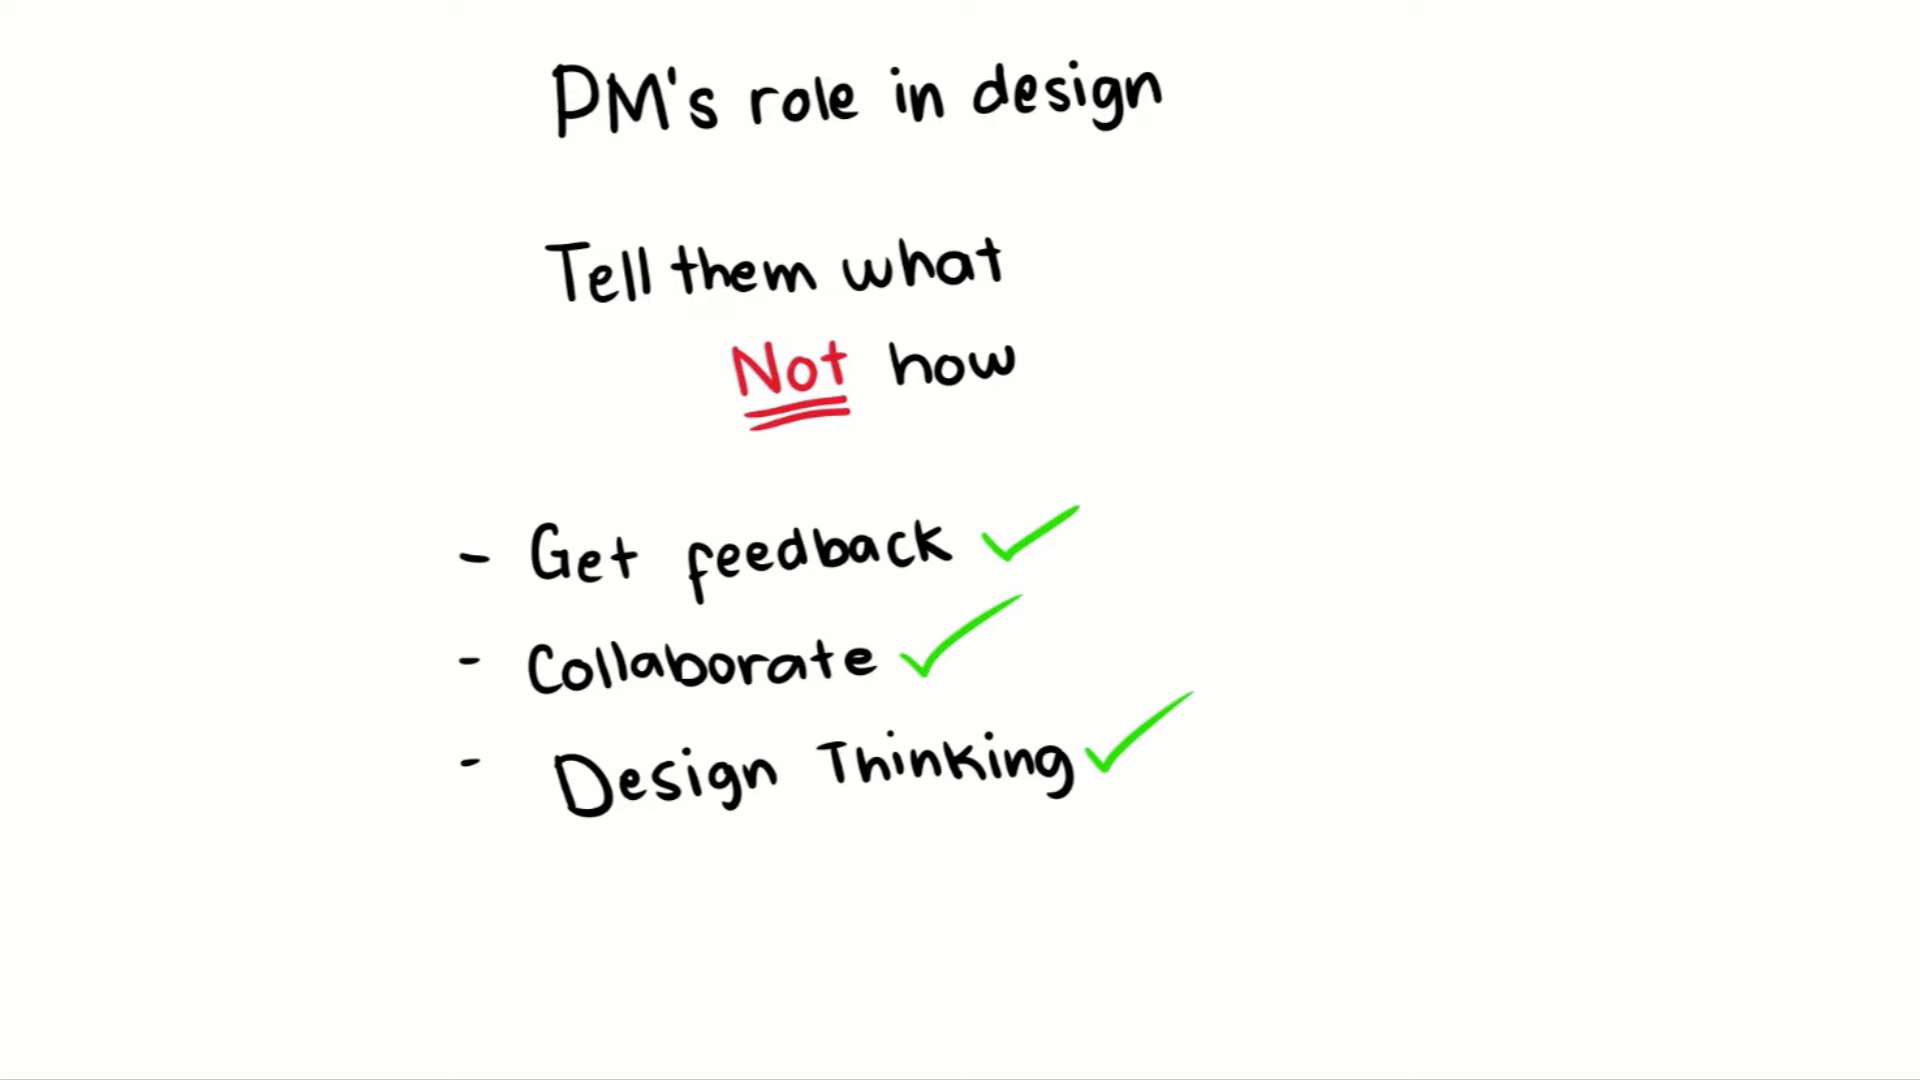 PM's role in design
Tell them what
Not how
- Get feedback
- Collaborate
- Design Thinking